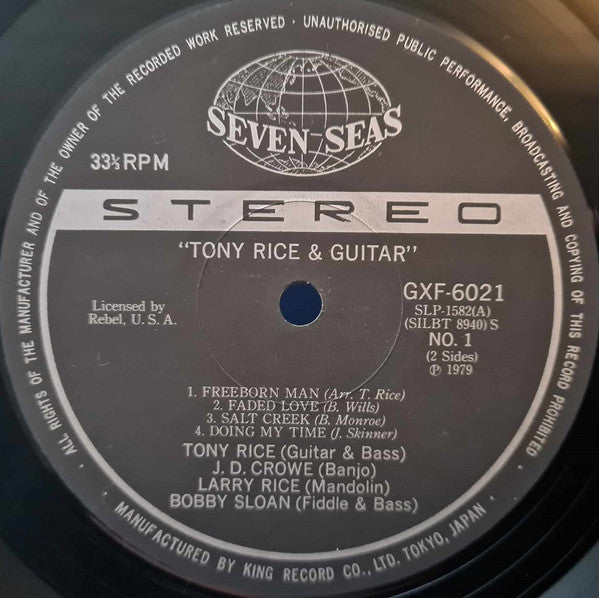 ALL RIGHTS OF THE MANUFACTURER AND OF THE OWNER OF THE RECORDED WORK RESERVED · UNAUTHORISED PUBLIC PERFORMANCE, BROADCASTING AND COPYING OF THIS RECORD PROHIBITED.
SEVEN SEAS
33⅓RPM
STEREO
"TONY RICE & GUITAR"
Licensed by
Rebel, U. S. A.
GXF-6021
SLP-1582(A)
(SILBT 8940) S
NO. 1
(2 Sides)
Ⓟ 1979
1. FREEBORN MAN (Arr. T. Rice)
2. FADED LOVE (B. Wills)
3. SALT CREEK (B. Monroe)
4. DOING MY TIME (J. Skinner)
TONY RICE (Guitar & Bass)
J. D. CROWE (Banjo)
LARRY RICE (Mandolin)
BOBBY SLOAN (Fiddle & Bass)
· MANUFACTURED BY KING RECORD CO., LTD. TOKYO, JAPAN ·